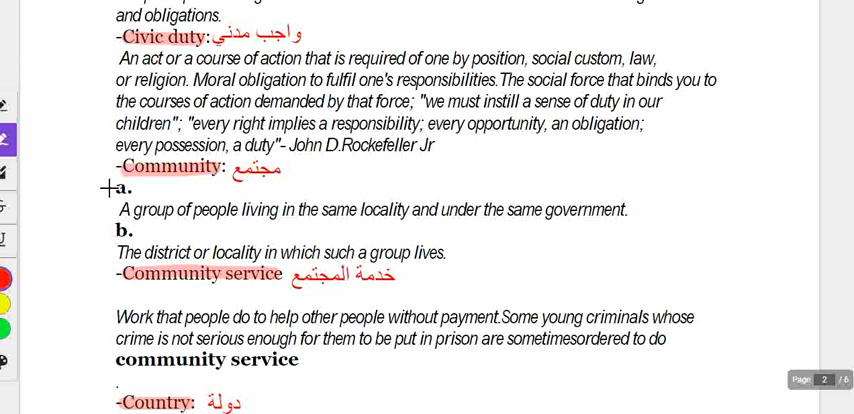 and obligations.
-Civic duty: واجب مدني
An act or a course of action that is required of one by position, social custom, law,
or religion. Moral obligation to fulfil one's responsibilities.The social force that binds you to
the courses of action demanded by that force; "we must instill a sense of duty in our
children"; "every right implies a responsibility; every opportunity, an obligation;
every possession, a duty"- John D.Rockefeller Jr
-Community: مجتمع
a.
A group of people living in the same locality and under the same government.
b.
The district or locality in which such a group lives.
-Community service خدمة المجتمع
Work that people do to help other people without payment.Some young criminals whose
crime is not serious enough for them to be put in prison are sometimesordered to do
community service
.
-Country: دولة
Page 2 / 6